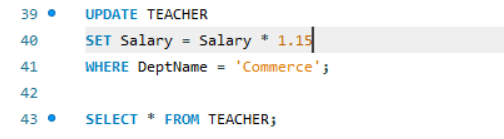 39 UPDATE TEACHER
40 SET Salary = Salary * 1.15
41 WHERE DeptName = 'Commerce';
42
43 SELECT * FROM TEACHER;